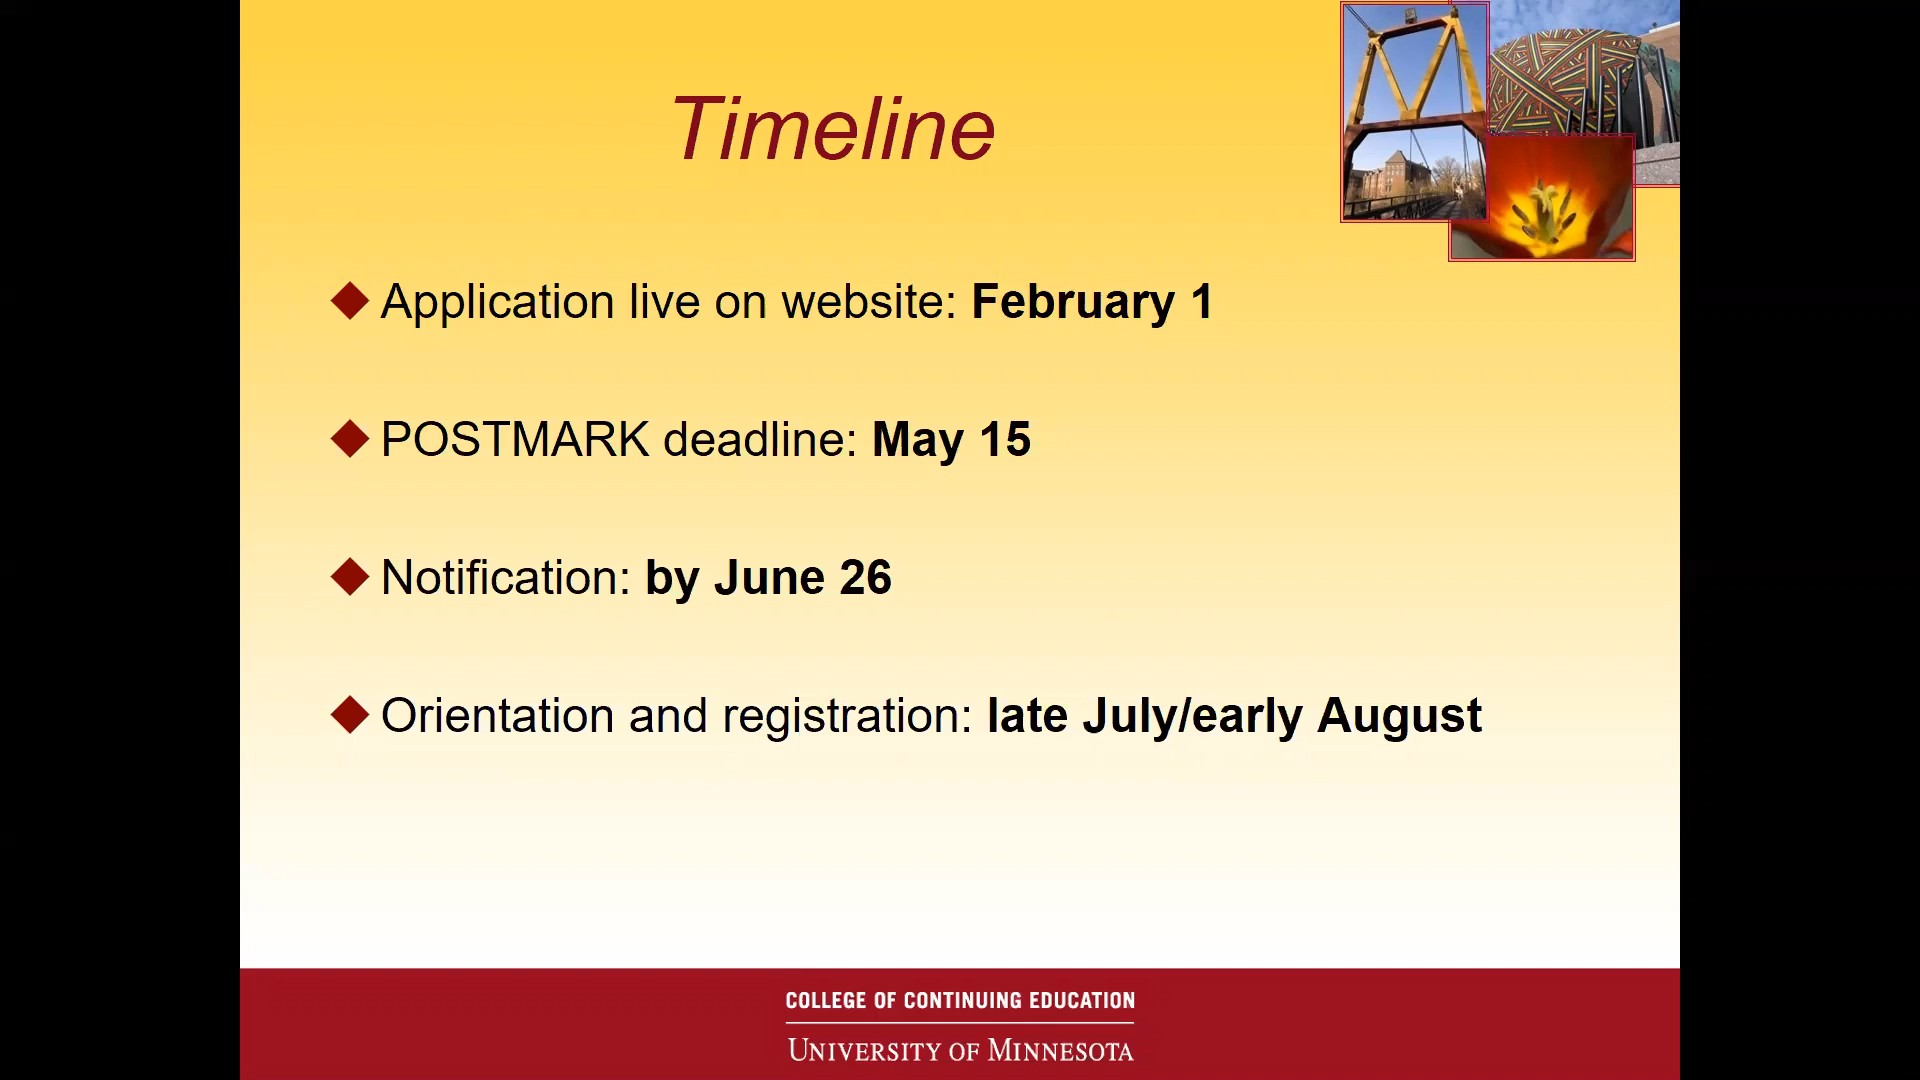 Timeline
Application live on website: February 1
POSTMARK deadline: May 15
Notification: by June 26
Orientation and registration: late July/early August
COLLEGE OF CONTINUING EDUCATION
UNIVERSITY OF MINNESOTA